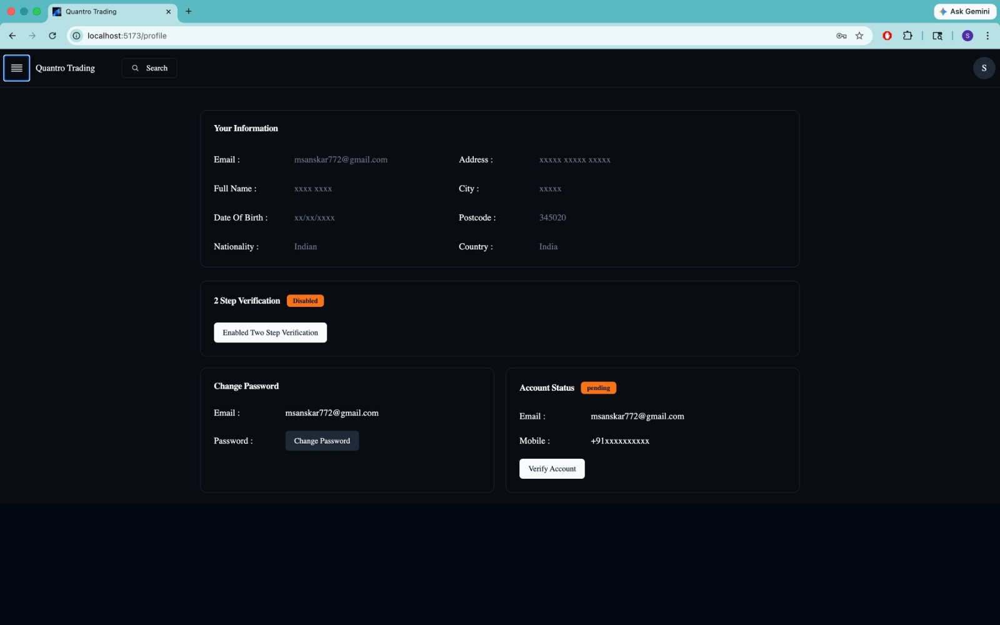 Quantro Trading
Ask Gemini
localhost:5173/profile
S
Quantro Trading
Search
S
Your Information
Email : msanskar772@gmail.com Address : xxxxx xxxxx xxxxx
Full Name : xxxx xxxx City : xxxxx
Date Of Birth : xx/xx/xxxx Postcode : 345020
Nationality : Indian Country : India
2 Step Verification Disabled
Enabled Two Step Verification
Change Password
Email : msanskar772@gmail.com
Password : Change Password
Account Status pending
Email : msanskar772@gmail.com
Mobile : +91xxxxxxxxxx
Verify Account